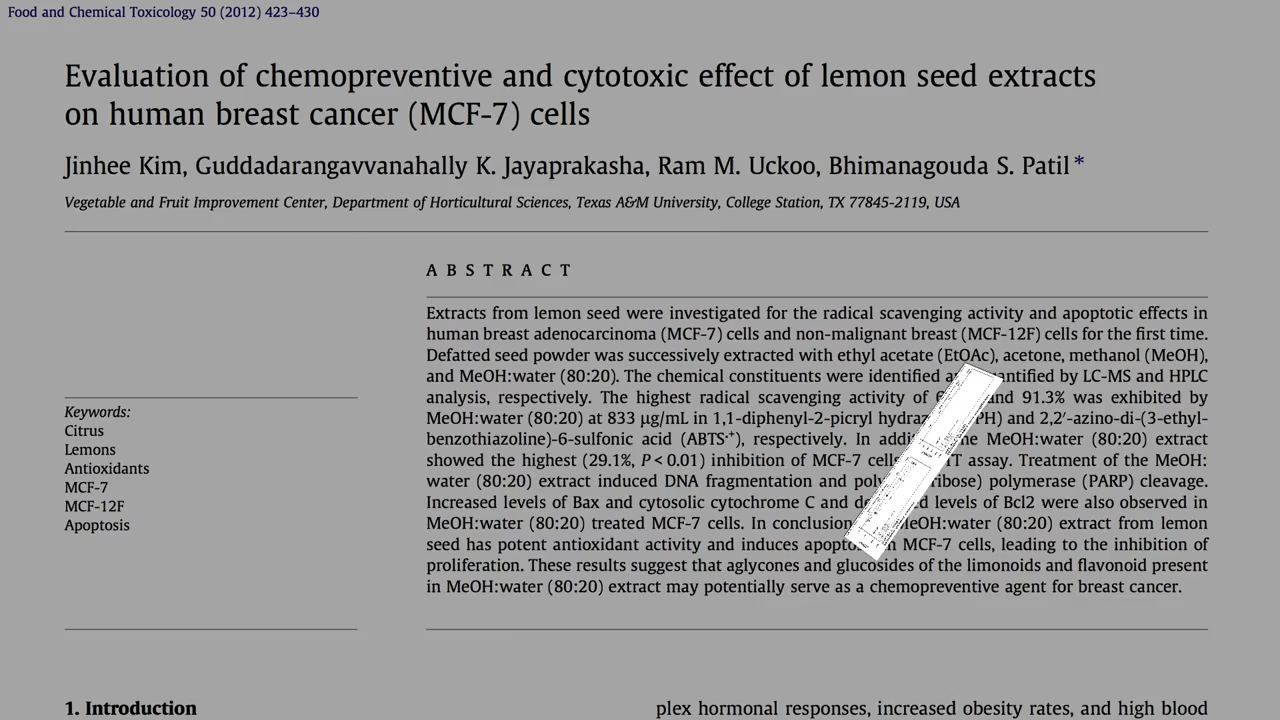 Food and Chemical Toxicology 50 (2012) 423–430
Evaluation of chemopreventive and cytotoxic effect of lemon seed extracts
on human breast cancer (MCF-7) cells
Jinhee Kim, Guddadarangavvanahally K. Jayaprakasha, Ram M. Uckoo, Bhimanagouda S. Patil *
Vegetable and Fruit Improvement Center, Department of Horticultural Sciences, Texas A&M University, College Station, TX 77845-2119, USA
Keywords:
Citrus
Lemons
Antioxidants
MCF-7
MCF-12F
Apoptosis
A B S T R A C T
Extracts from lemon seed were investigated for the radical scavenging activity and apoptotic effects in
human breast adenocarcinoma (MCF-7) cells and non-malignant breast (MCF-12F) cells for the first time.
Defatted seed powder was successively extracted with ethyl acetate (EtOAc), acetone, methanol (MeOH),
and MeOH:water (80:20). The chemical constituents were identified by LC-MS and HPLC
analysis, respectively. The highest radical scavenging activity of and 91.3% was exhibited by
MeOH:water (80:20) at 833 μg/mL in 1,1-diphenyl-2-picryl and 2,2′-azino-di-(3-ethyl-
benzothiazoline)-6-sulfonic acid (ABTS·⁺), respectively. In MeOH:water (80:20) extract
showed the highest (29.1%, P < 0.01) inhibition of MCF-7 assay. Treatment of the MeOH:
water (80:20) extract induced DNA fragmentation and polymerase (PARP) cleavage.
Increased levels of Bax and cytosolic cytochrome C and levels of Bcl2 were also observed in
MeOH:water (80:20) treated MCF-7 cells. In conclusion MeOH:water (80:20) extract from lemon
seed has potent antioxidant activity and induces MCF-7 cells, leading to the inhibition of
proliferation. These results suggest that aglycones and glucosides of the limonoids and flavonoid present
in MeOH:water (80:20) extract may potentially serve as a chemopreventive agent for breast cancer.
1. Introduction
plex hormonal responses, increased obesity rates, and high blood